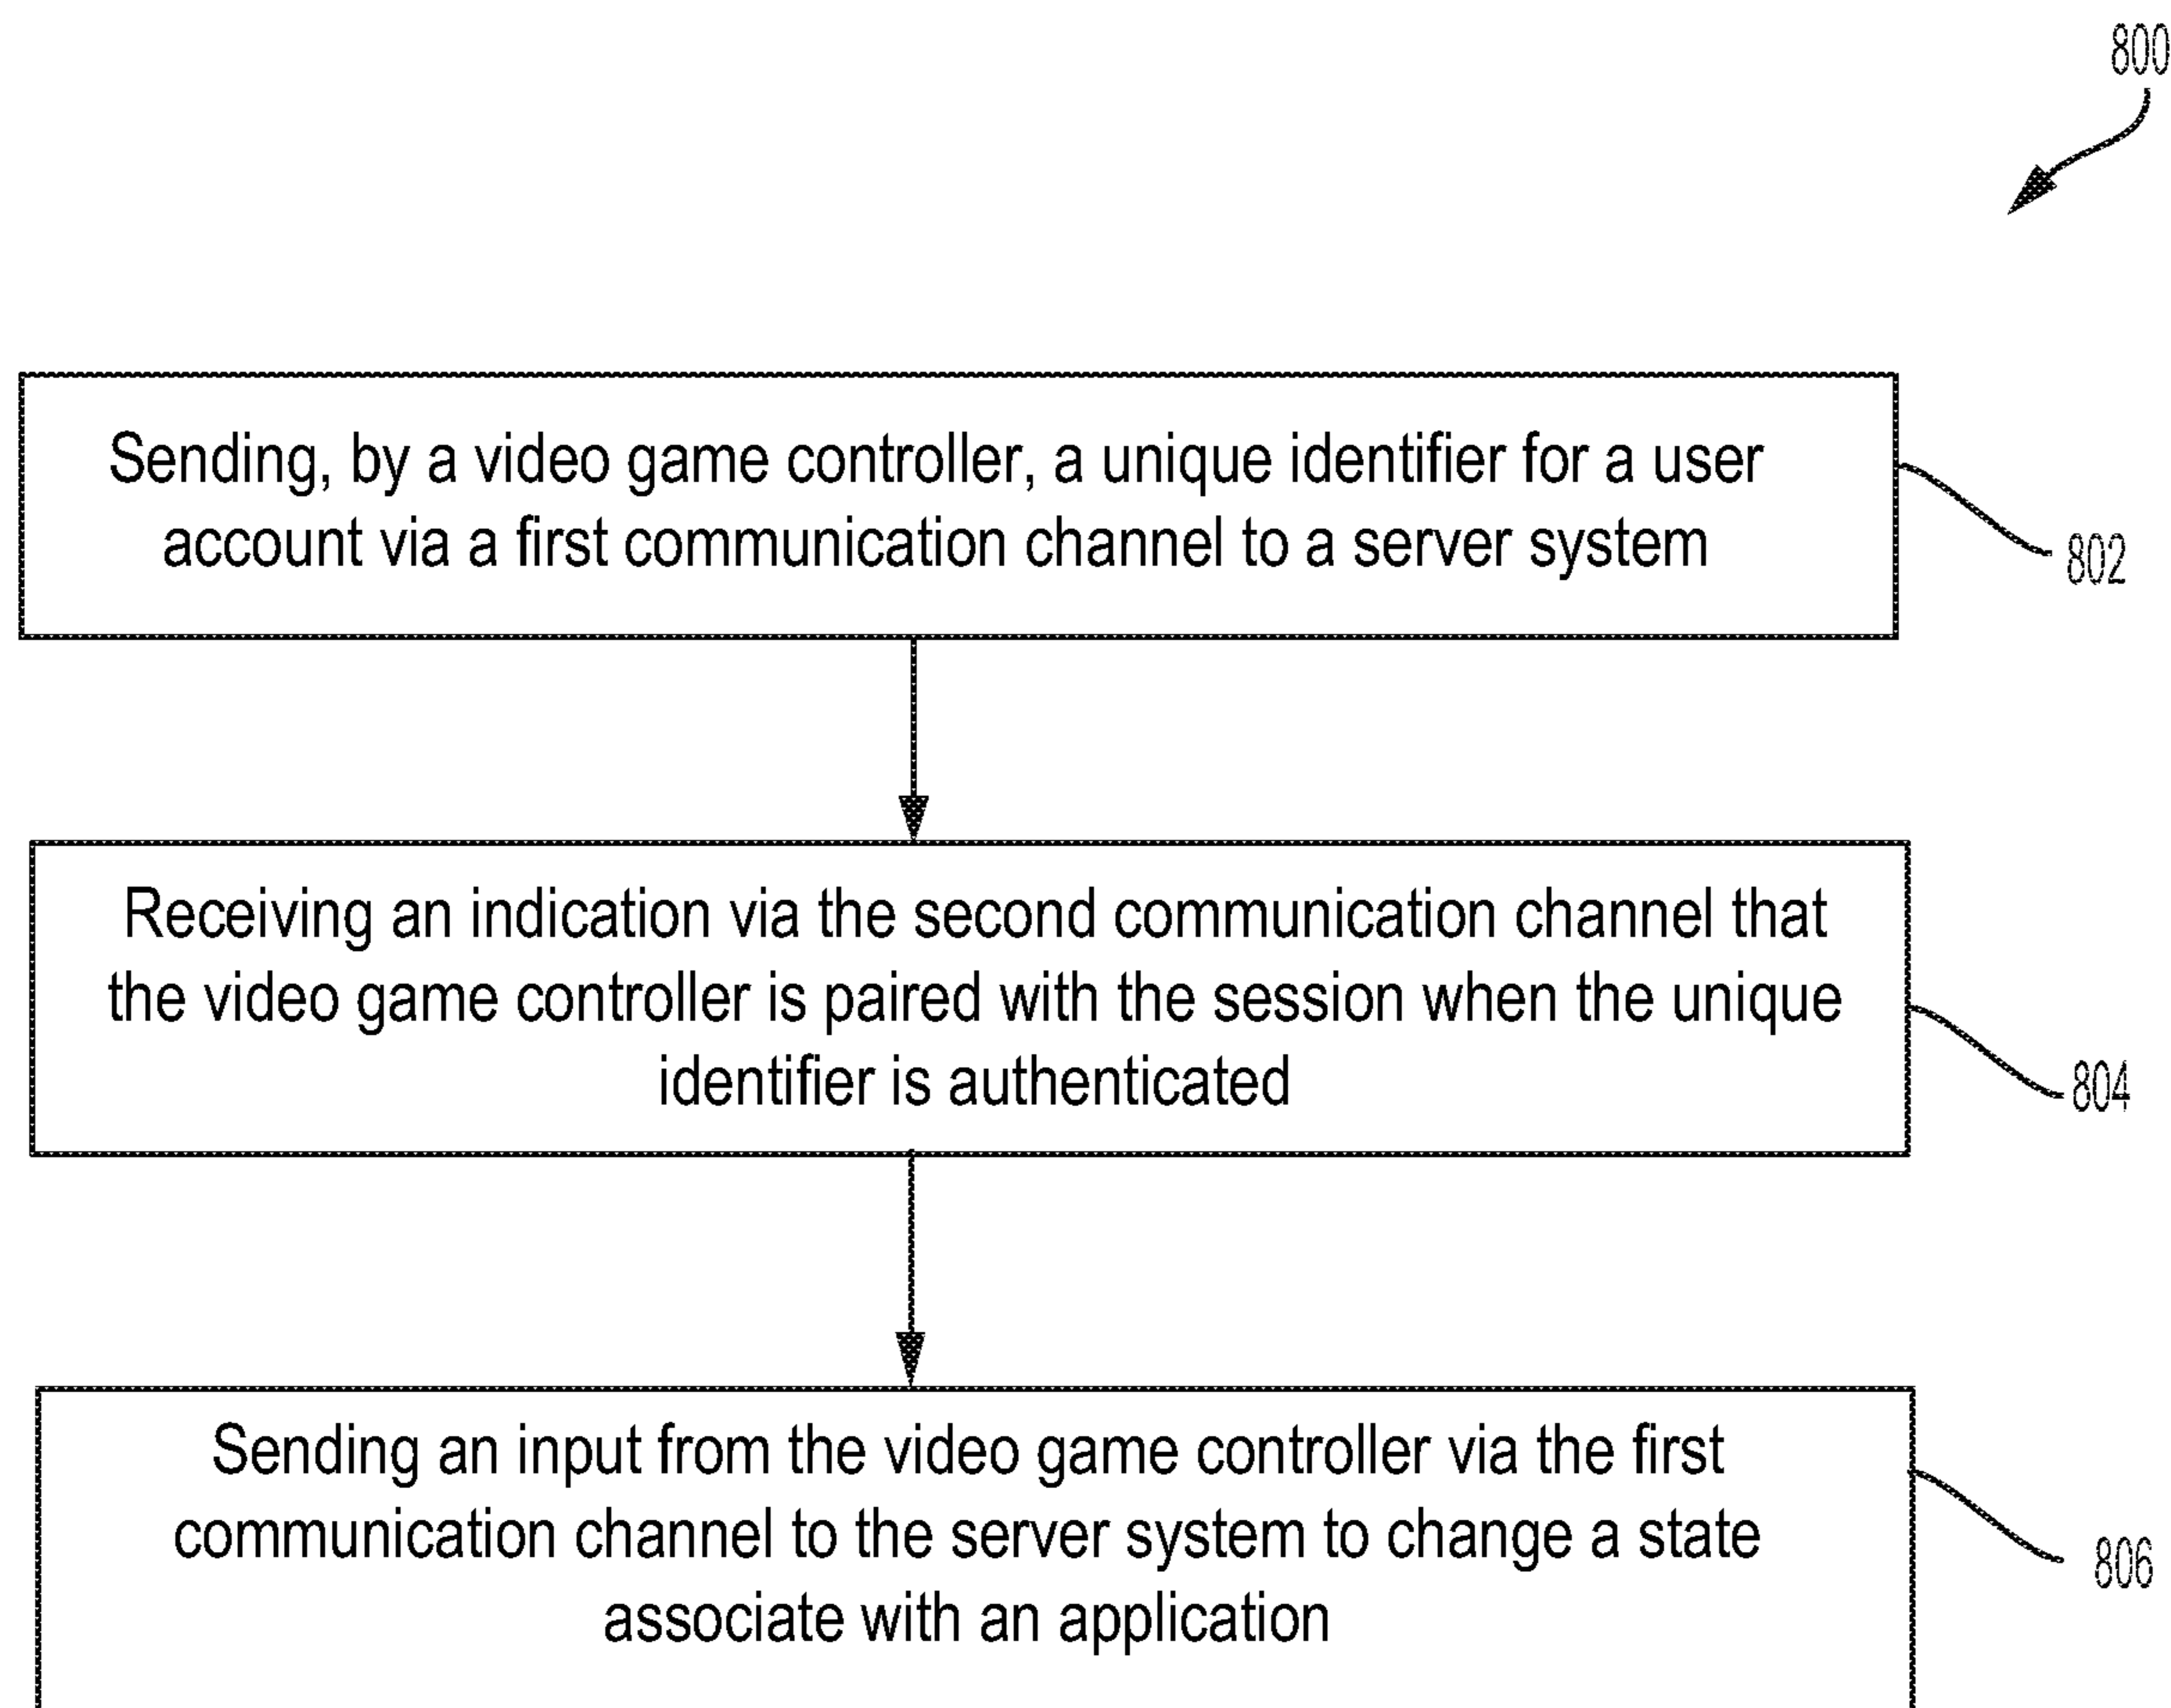 800
Sending, by a video game controller, a unique identifier for a user
account via a first communication channel to a server system
802
Receiving an indication via the second communication channel that
the video game controller is paired with the session when the unique
identifier is authenticated
804
Sending an input from the video game controller via the first
communication channel to the server system to change a state
associate with an application
806